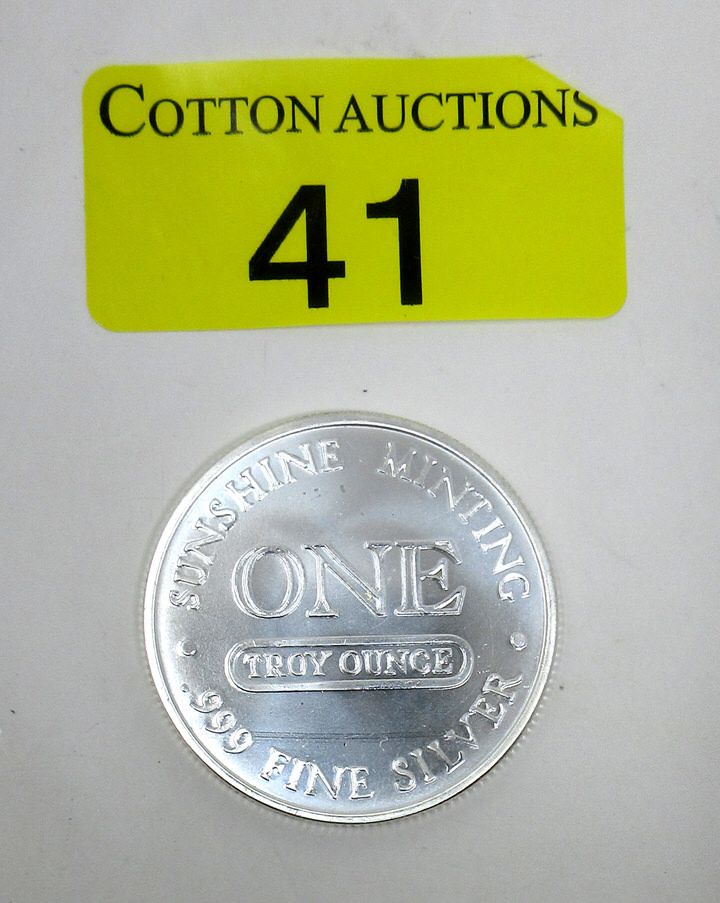 COTTON AUCTIONS
41
SUNSHINE MINTING
ONE
TROY OUNCE
.999 FINE SILVER